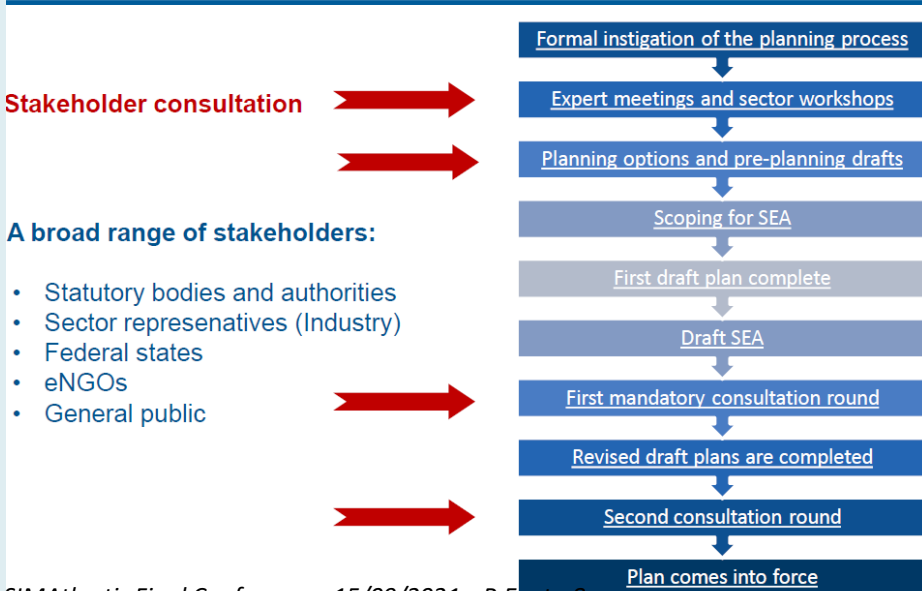 Formal instigation of the planning process
Stakeholder consultation
Expert meetings and sector workshops
Planning options and pre-planning drafts
Scoping for SEA
A broad range of stakeholders:
First draft plan complete
• Statutory bodies and authorities
• Sector represenatives (Industry)
• Federal states
• eNGOs
• General public
Draft SEA
First mandatory consultation round
Revised draft plans are completed
Second consultation round
Plan comes into force